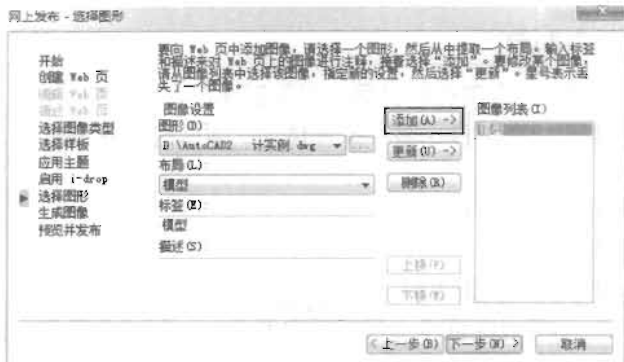 网上发布 - 选择图形
要向 Web 页中添加图像，请选择一个图形，然后从中提取一个布局。输入标签
和描述来对 Web 页上的图像进行注释，接着选择“添加”。要修改某个图像，
请从图像列表中选择该图像，指定新的设置，然后选择“更新”。星号表示丢
失了一个图像。
开始
创建 Web 页
编辑 Web 页
描述 Web 页
选择图像类型
选择样板
应用主题
启用 i-drop
选择图形
生成图像
预览并发布
图像设置
图形(D)
D:\AutoCAD2 计实例.dwg
...
布局(L)
模型
标签(E)
模型
描述(S)
添加(A) ->
更新(U) ->
删除(R)
上移(P)
下移(W)
图像列表(I)
<上一步(B)
下一步(N) >
取消